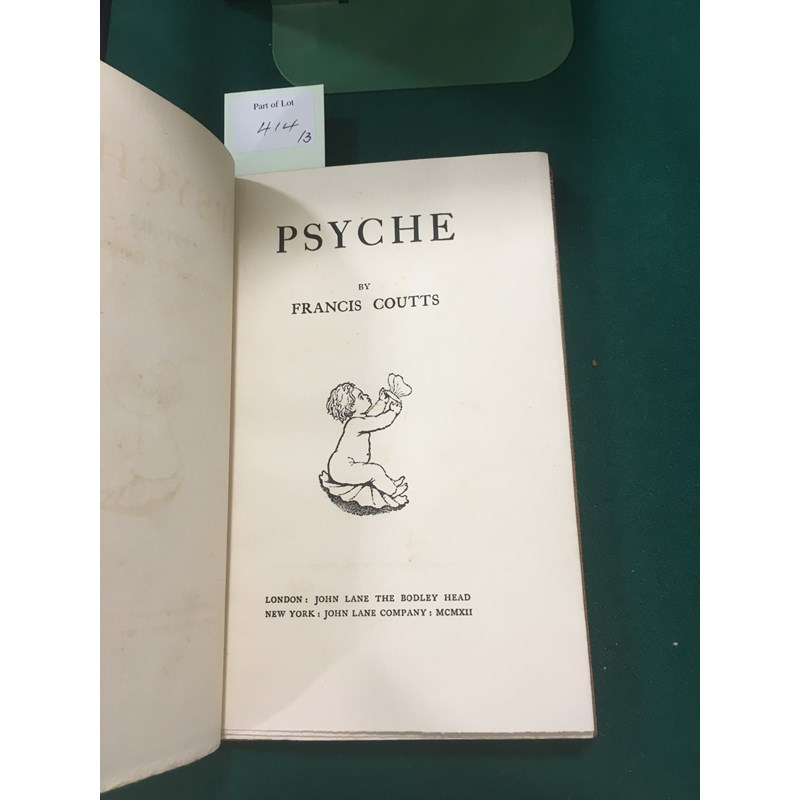 Part of Lot
414
/3
PSYCHE
BY
FRANCIS COUTTS
LONDON: JOHN LANE THE BODLEY HEAD
NEW YORK: JOHN LANE COMPANY: MCMXII